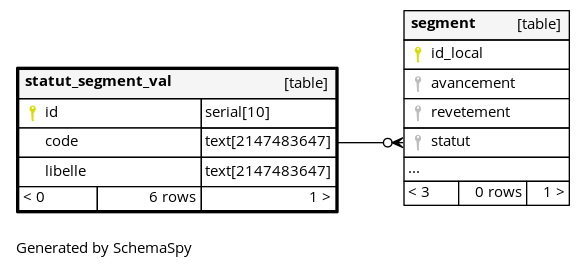 statut_segment_val [table]
id serial[10]
code text[2147483647]
libelle text[2147483647]
< 0 6 rows 1 >
segment [table]
id_local
avancement
revetement
statut
...
< 3 0 rows 1 >
Generated by SchemaSpy